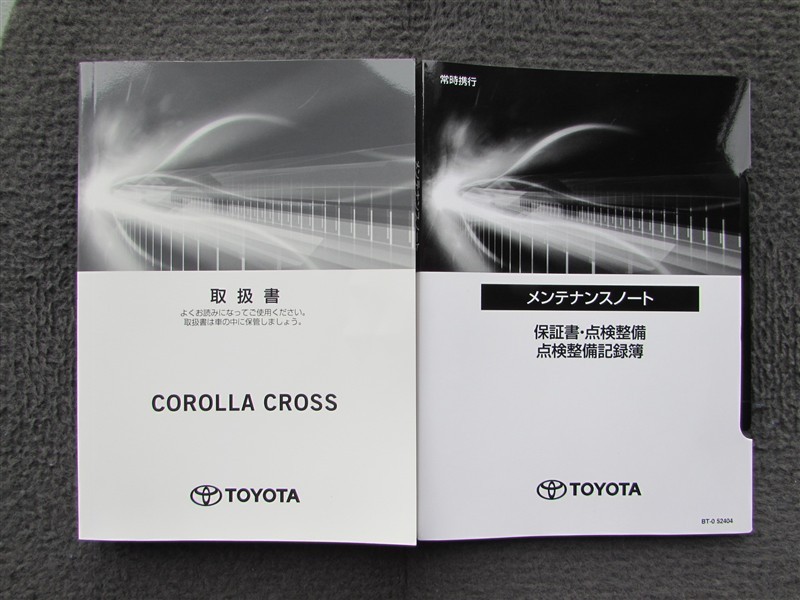 取扱書
よくお読みになってご使用ください。
取扱書は車の中に保管しましょう。
COROLLA CROSS
TOYOTA
常時携行
メンテナンスノート
保証書・点検整備
点検整備記録簿
TOYOTA
BT-0 52404